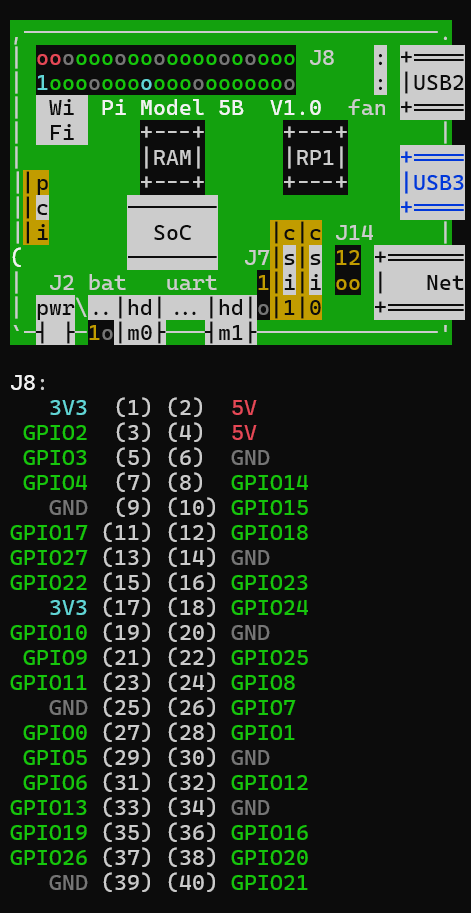 ,--------------------------------.
| oooooooooooooooooooo J8   : +====
| 1ooooooooooooooooooo      : |USB2
| Wi Pi Model 5B V1.0 fan +====
| Fi +----+ +----+ |
| |RAM| |RP1| +====
||p +----+ +----+ |USB3
||c +====
||i SoC |c|c J14 |
( J7|s|s 12 +====
| J2 bat uart 1|i|i oo | Net
| pwr\..|hd|...|hd|o|1|0 +====
`-| |-1o|m0|---|m1|----------'
J8:
3V3 (1) (2) 5V
GPIO2 (3) (4) 5V
GPIO3 (5) (6) GND
GPIO4 (7) (8) GPIO14
GND (9) (10) GPIO15
GPIO17 (11) (12) GPIO18
GPIO27 (13) (14) GND
GPIO22 (15) (16) GPIO23
3V3 (17) (18) GPIO24
GPIO10 (19) (20) GND
GPIO9 (21) (22) GPIO25
GPIO11 (23) (24) GPIO8
GND (25) (26) GPIO7
GPIO0 (27) (28) GPIO1
GPIO5 (29) (30) GND
GPIO6 (31) (32) GPIO12
GPIO13 (33) (34) GND
GPIO19 (35) (36) GPIO16
GPIO26 (37) (38) GPIO20
GND (39) (40) GPIO21